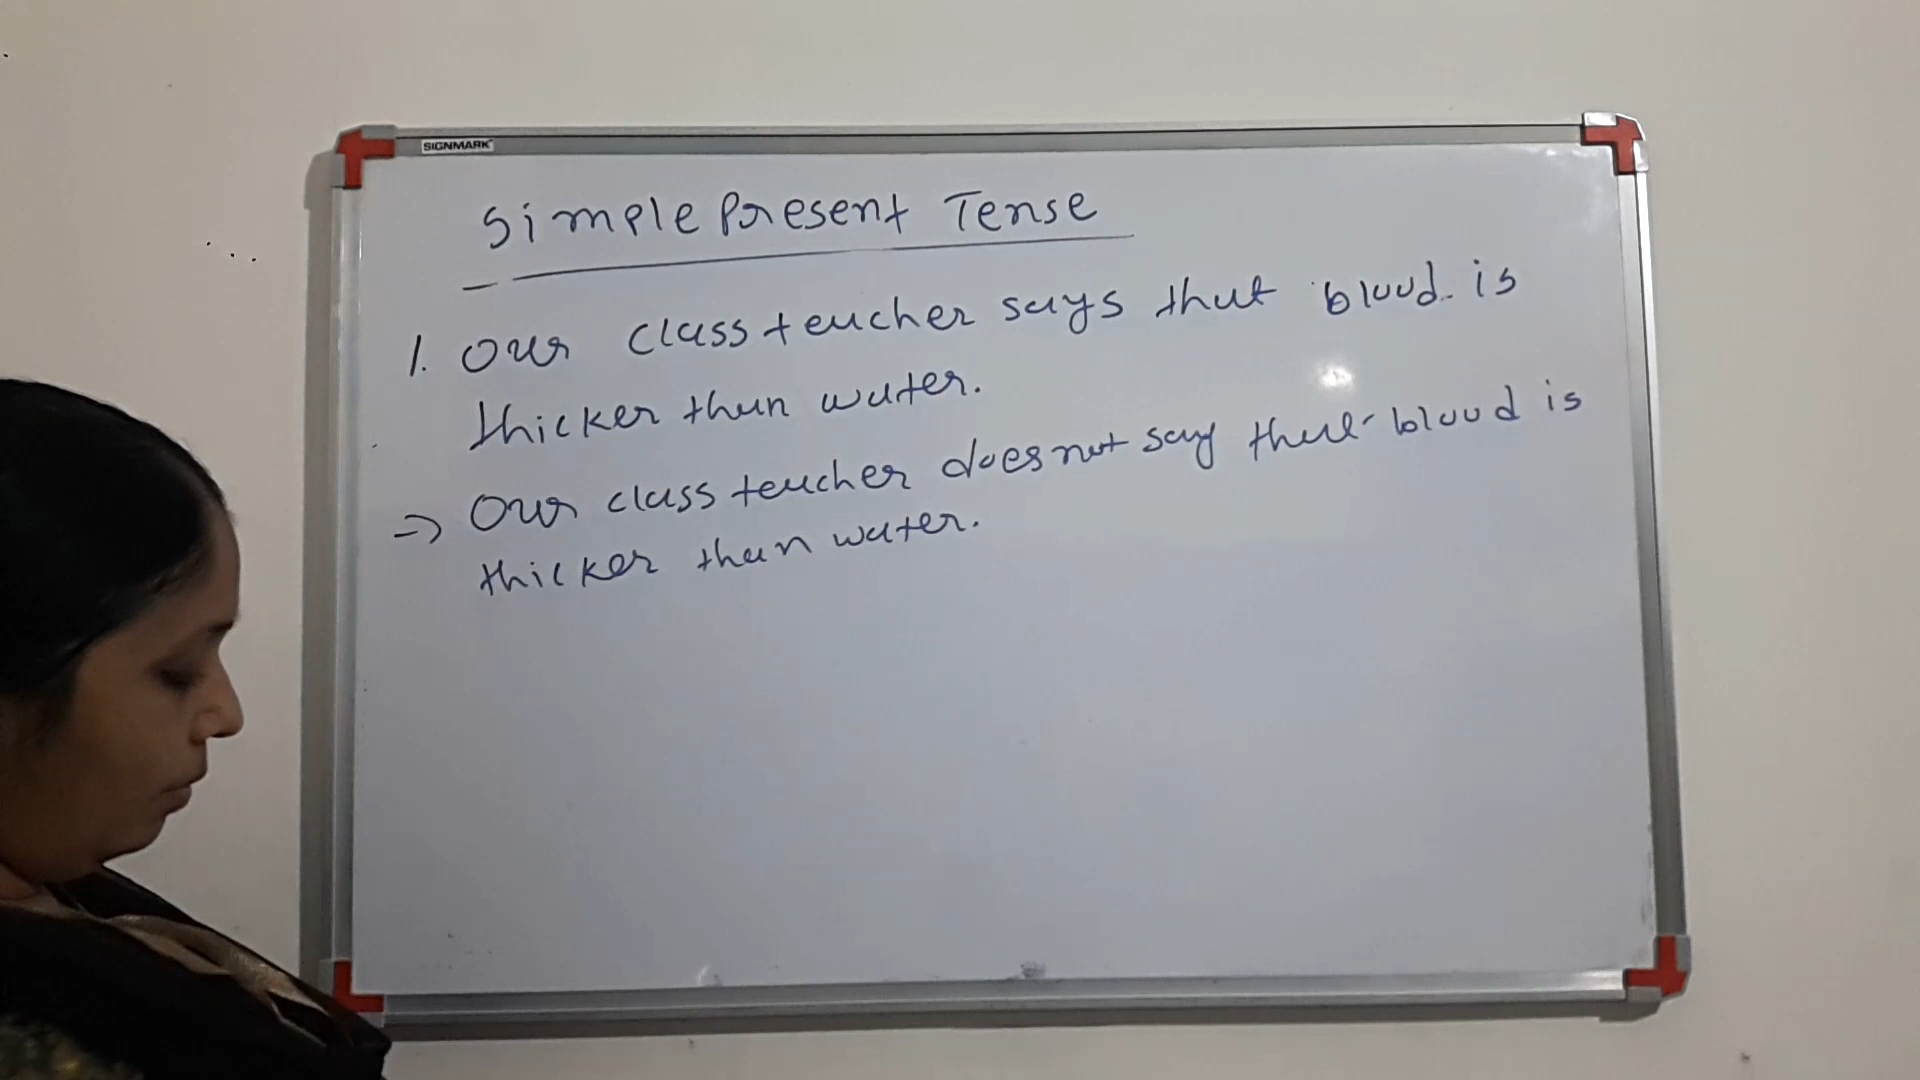 SIGNMARK
Simple Present Tense
1. Our class teacher says that blood is
thicker than water.
→ Our class teacher does not say that blood is
thicker than water.